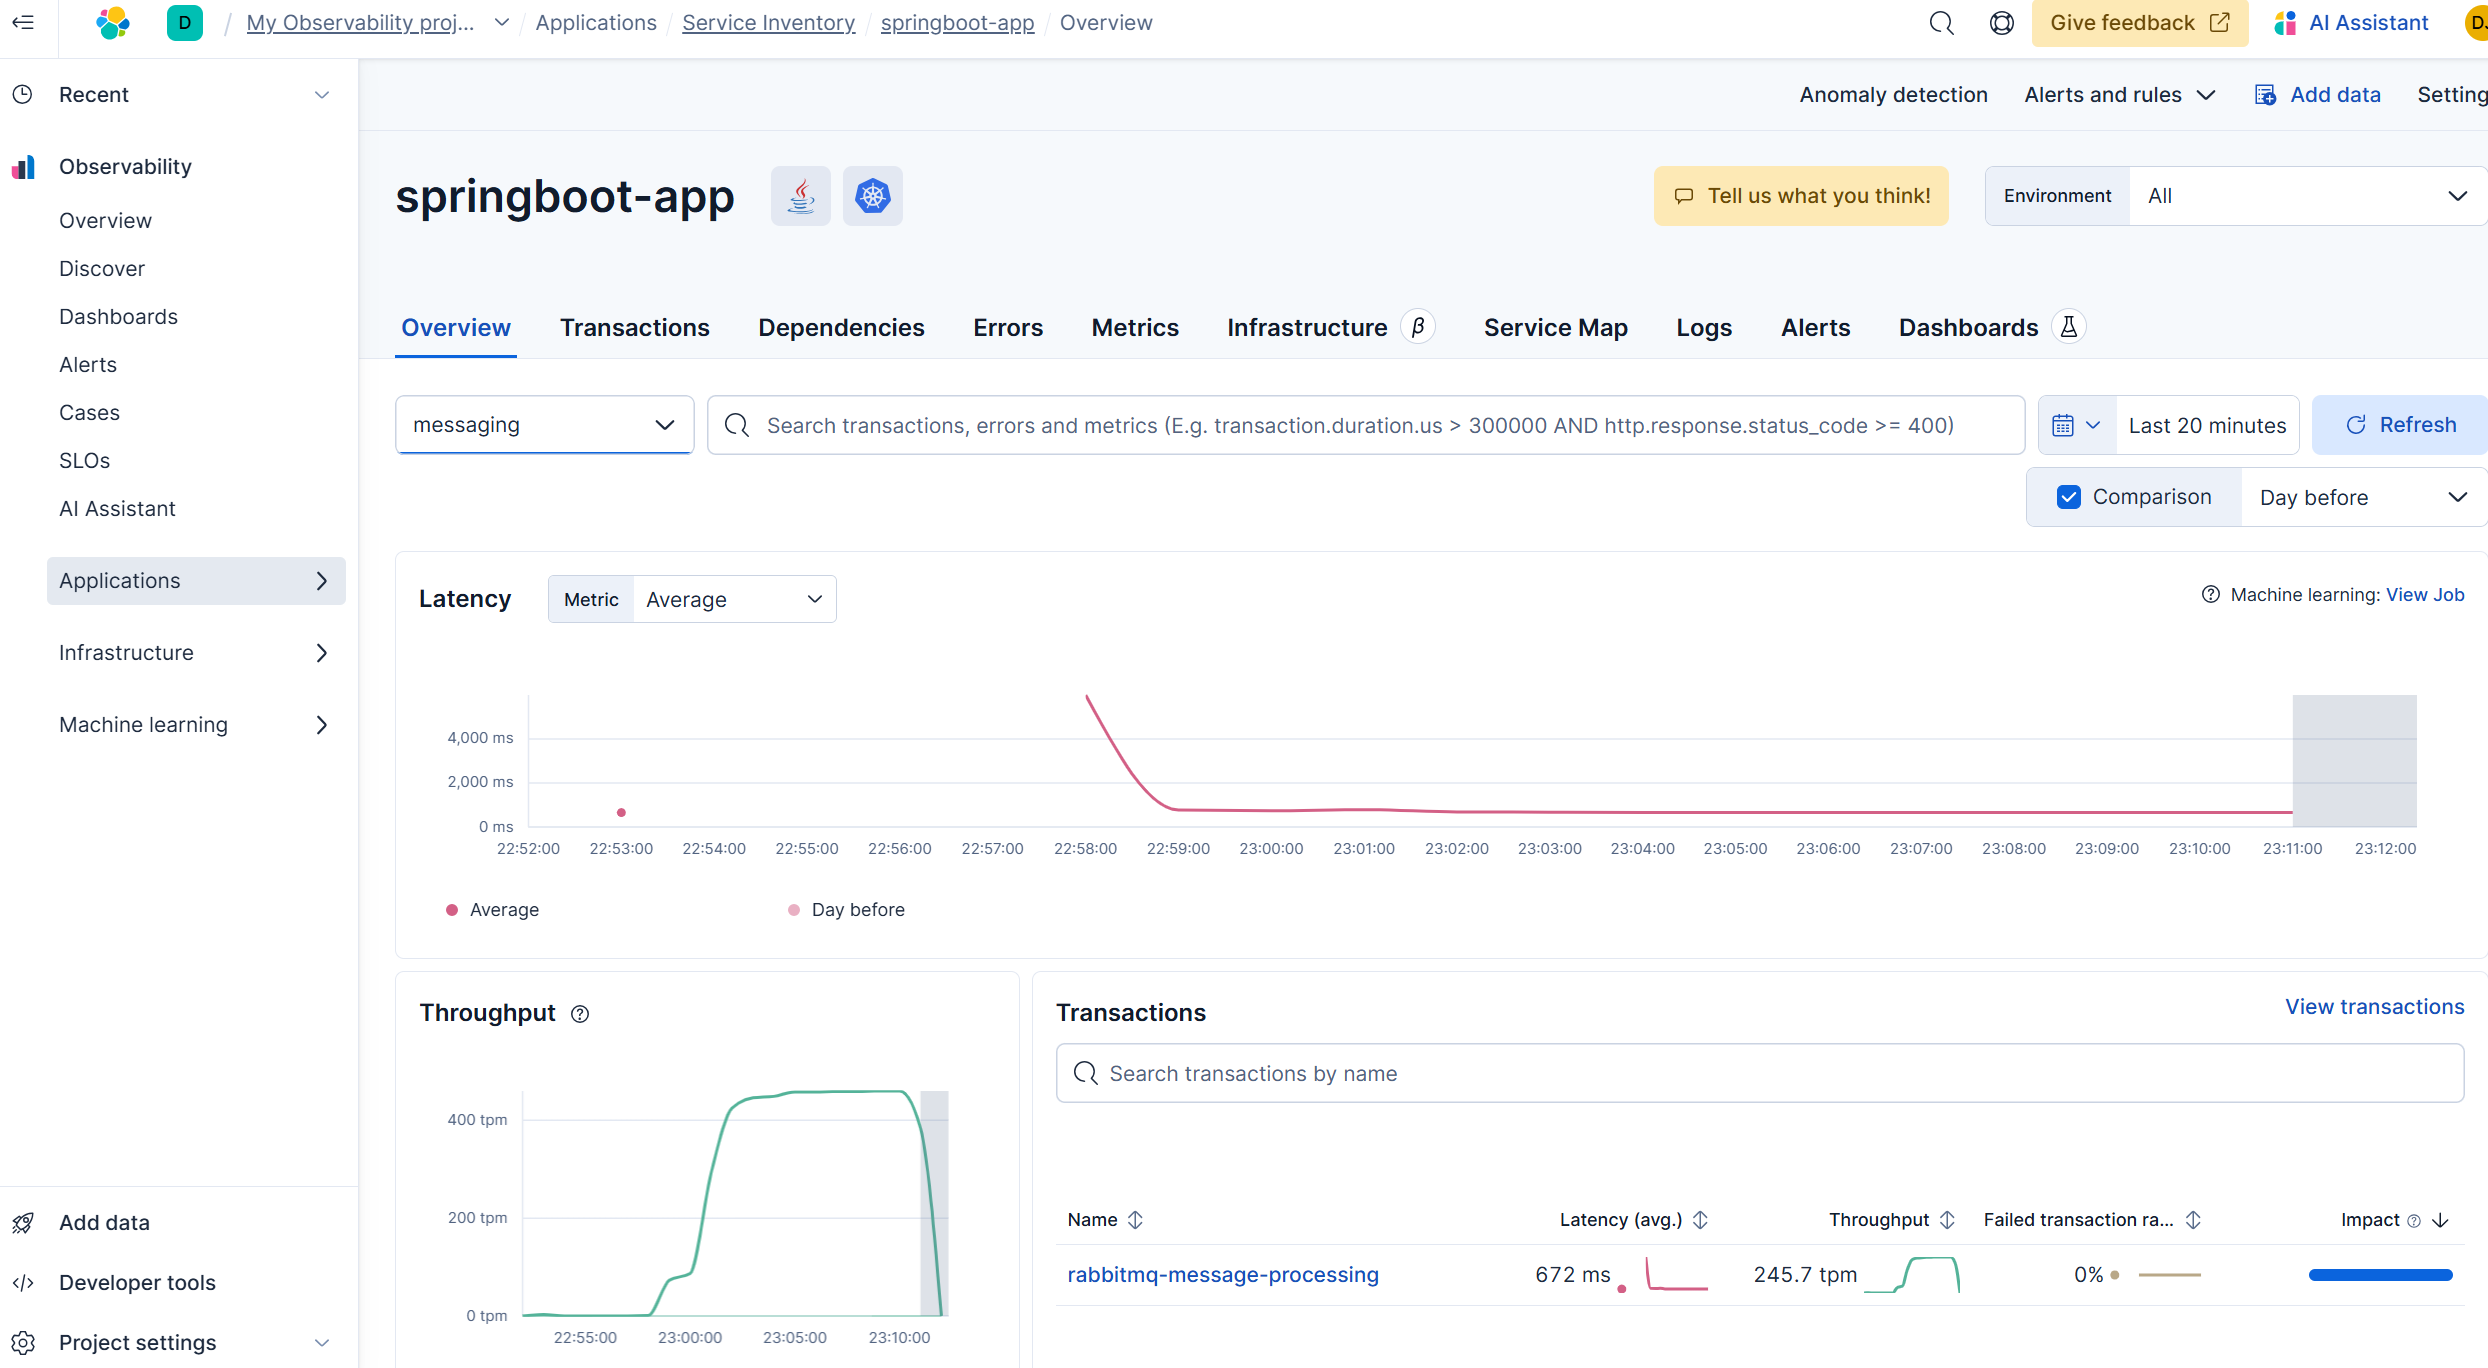 D / My Observability proj... / Applications / Service Inventory / springboot-app / Overview
Give feedback
AI Assistant
DJ
Recent
Observability
Overview
Discover
Dashboards
Alerts
Cases
SLOs
AI Assistant
Applications
Infrastructure
Machine learning
Add data
Developer tools
Project settings
Anomaly detection Alerts and rules Add data Setting
springboot-app
Tell us what you think!
Environment All
Overview Transactions Dependencies Errors Metrics Infrastructure β Service Map Logs Alerts Dashboards
messaging
Search transactions, errors and metrics (E.g. transaction.duration.us > 300000 AND http.response.status_code >= 400)
Last 20 minutes
Refresh
Comparison Day before
Latency Metric Average
Machine learning: View Job
4,000 ms
2,000 ms
0 ms
22:52:00 22:53:00 22:54:00 22:55:00 22:56:00 22:57:00 22:58:00 22:59:00 23:00:00 23:01:00 23:02:00 23:03:00 23:04:00 23:05:00 23:06:00 23:07:00 23:08:00 23:09:00 23:10:00 23:11:00 23:12:00
Average Day before
Throughput
400 tpm
200 tpm
0 tpm
22:55:00 23:00:00 23:05:00 23:10:00
Transactions
View transactions
Search transactions by name
Name Latency (avg.) Throughput Failed transaction ra... Impact
rabbitmq-message-processing 672 ms 245.7 tpm 0%